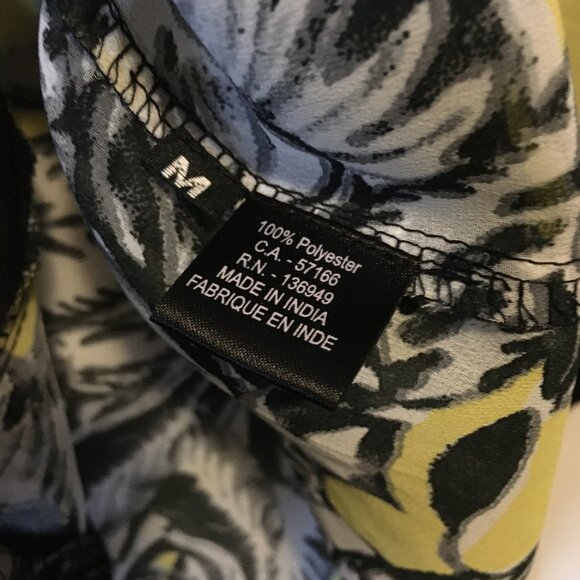 M
100% Polyester
C.A. - 57166
R.N. - 136949
MADE IN INDIA
FABRIQUE EN INDE